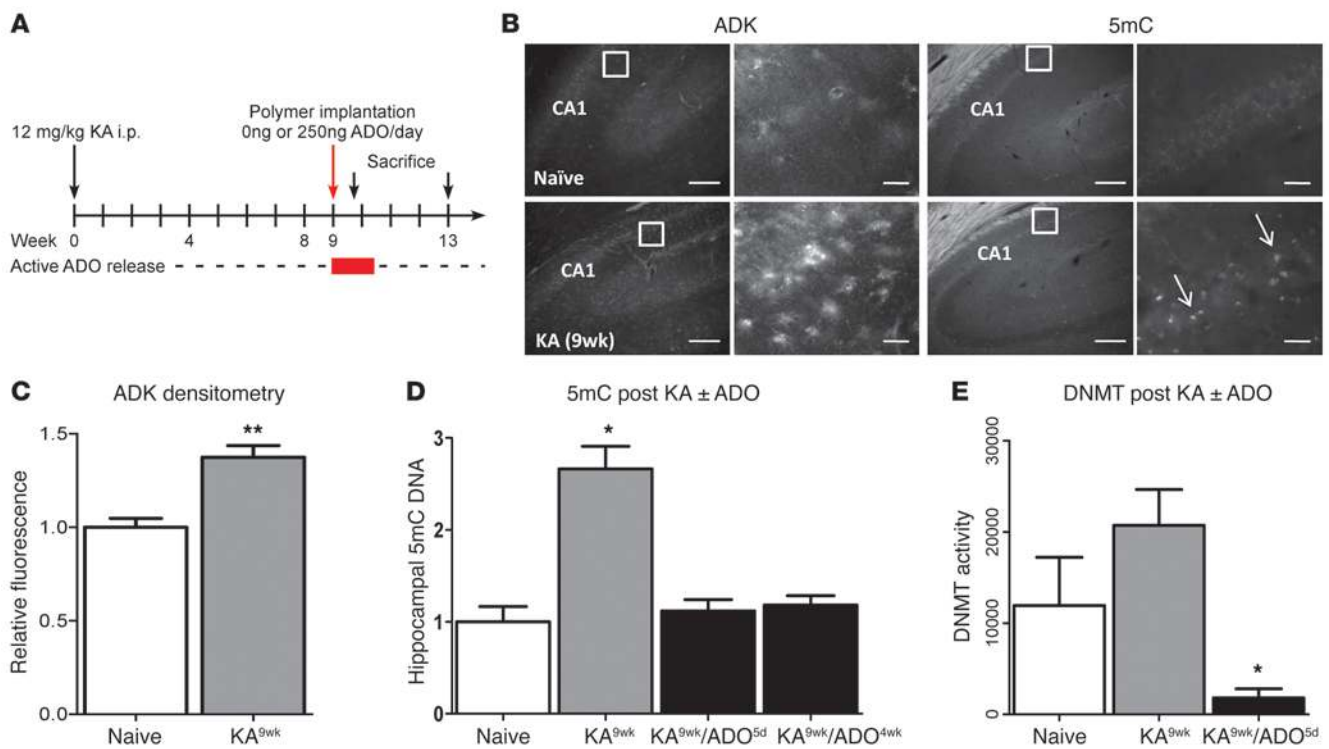 A
12 mg/kg KA i.p.
Polymer implantation
0ng or 250ng ADO/day
Sacrifice
Week 0 4 8 9 13
Active ADO release
B
ADK 5mC
CA1
Naïve
CA1
CA1
KA (9wk)
CA1
C
ADK densitometry
**
Relative fluorescence
1.5
1.0
0.5
0.0
Naive KA9wk
D
5mC post KA ± ADO
*
Hippocampal 5mC DNA
3
2
1
0
Naive KA9wk KA9wk/ADO5d KA9wk/ADO4wk
E
DNMT post KA ± ADO
DNMT activity
30000
20000
10000
0
*
Naive KA9wk KA9wk/ADO5d